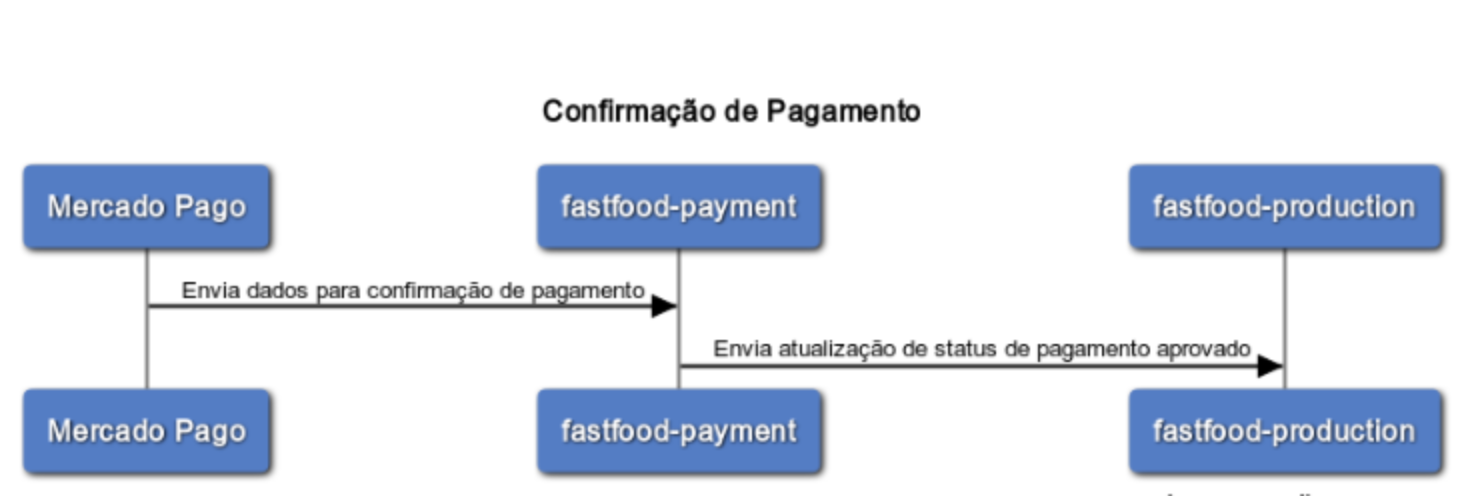 Confirmação de Pagamento
Mercado Pago
fastfood-payment
fastfood-production
Envia dados para confirmação de pagamento
Envia atualização de status de pagamento aprovado
Mercado Pago
fastfood-payment
fastfood-production